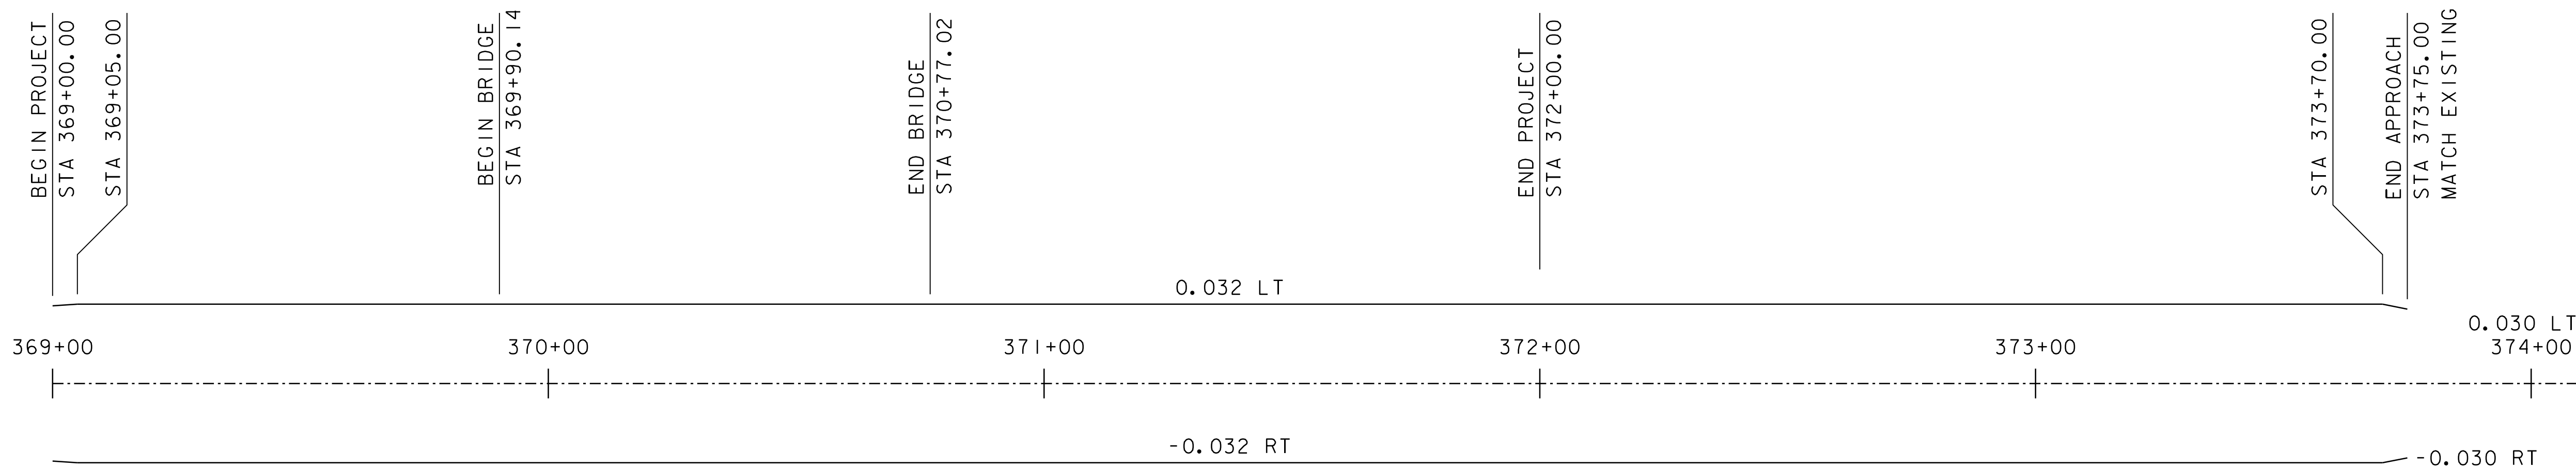 BEGIN PROJECT
STA 369+00.00
STA 369+05.00
BEGIN BRIDGE
STA 369+90.14
END BRIDGE
STA 370+77.02
END PROJECT
STA 372+00.00
STA 373+70.00
END APPROACH
STA 373+75.00
MATCH EXISTING
0.032 LT
0.030 LT
369+00
370+00
371+00
372+00
373+00
374+00
-0.032 RT
-0.030 RT